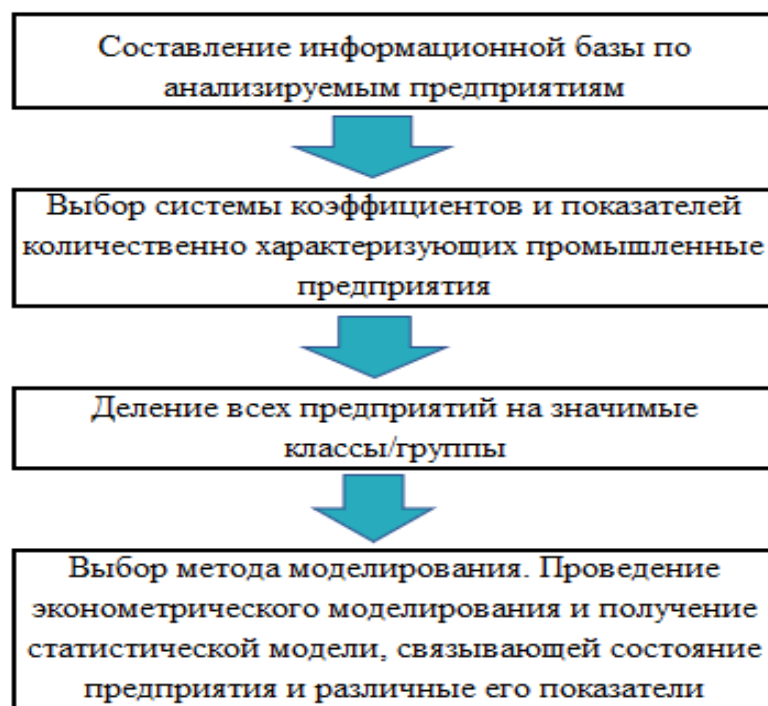 Составление информационной базы по
анализируемым предприятиям
Выбор системы коэффициентов и показателей
количественно характеризующих промышленные
предприятия
Деление всех предприятий на значимые
классы/группы
Выбор метода моделирования. Проведение
эконометрического моделирования и получение
статистической модели, связывающей состояние
предприятия и различные его показатели